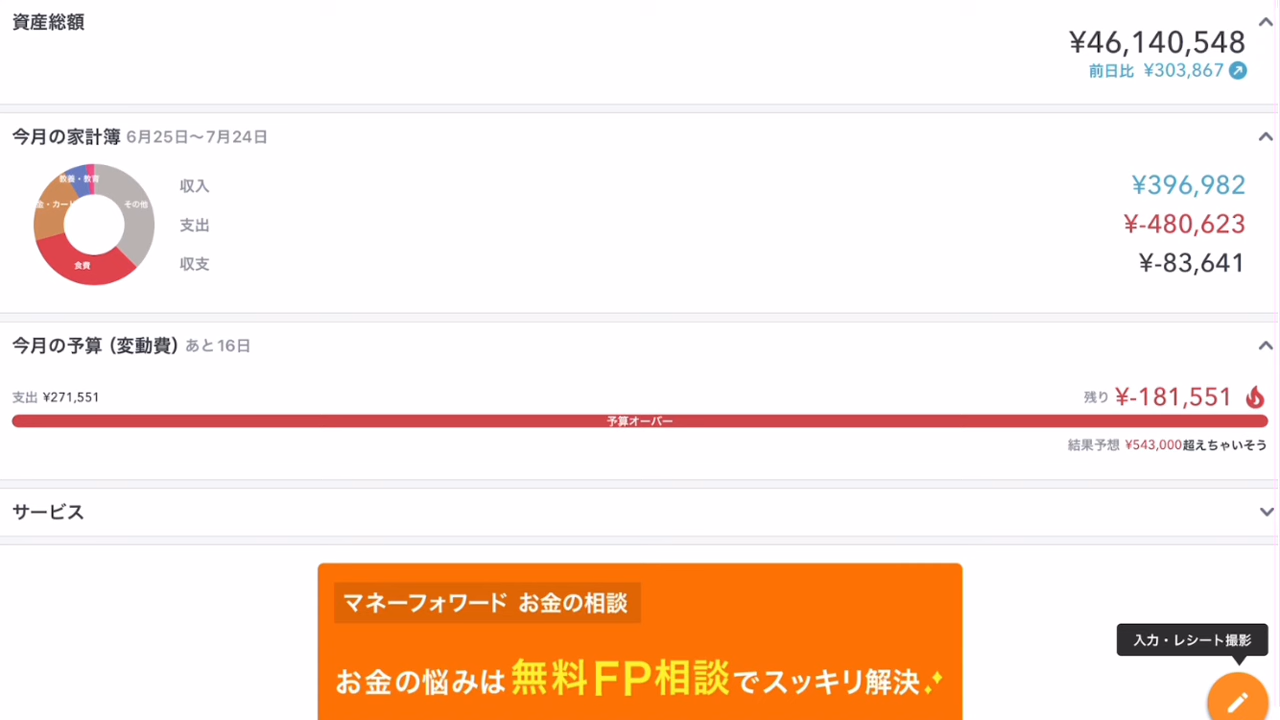 資産総額
¥46,140,548
前日比 ¥303,867
今月の家計簿 6月25日〜7月24日
教養・教育
金・カード
その他
食費
収入 ¥396,982
支出 ¥-480,623
収支 ¥-83,641
今月の予算（変動費） あと16日
支出 ¥271,551 残り ¥-181,551
予算オーバー
結果予想 ¥543,000超えちゃいそう
サービス
マネーフォワード お金の相談
お金の悩みは無料FP相談でスッキリ解決
入力・レシート撮影